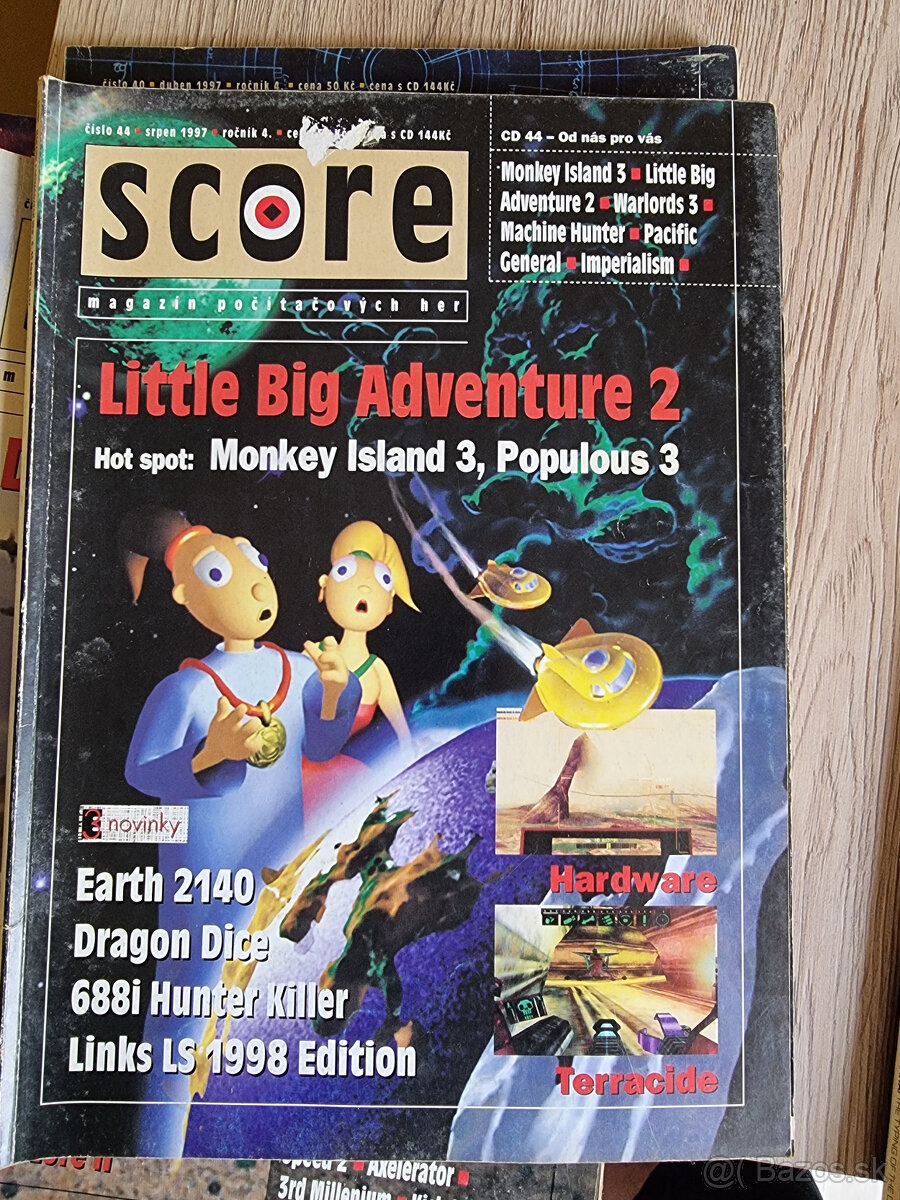 číslo 40 ■ duben 1997 ■ ročník 4. ■ cena 50 Kč ■ cena s CD 144Kč
číslo 44 ■ srpen 1997 ■ ročník 4. ■ s CD 144Kč
score
magazín počítačových her
CD 44 – Od nás pro vás
Monkey Island 3 ■ Little Big
Adventure 2 ■ Warlords 3 ■
Machine Hunter ■ Pacific
General ■ Imperialism ■
Little Big Adventure 2
Hot spot: Monkey Island 3, Populous 3
novinky
Earth 2140
Dragon Dice
688i Hunter Killer
Links LS 1998 Edition
Hardware
Terracide
Speed 2 ■ Axelerator ■
3rd Millenium
Bazos.sk